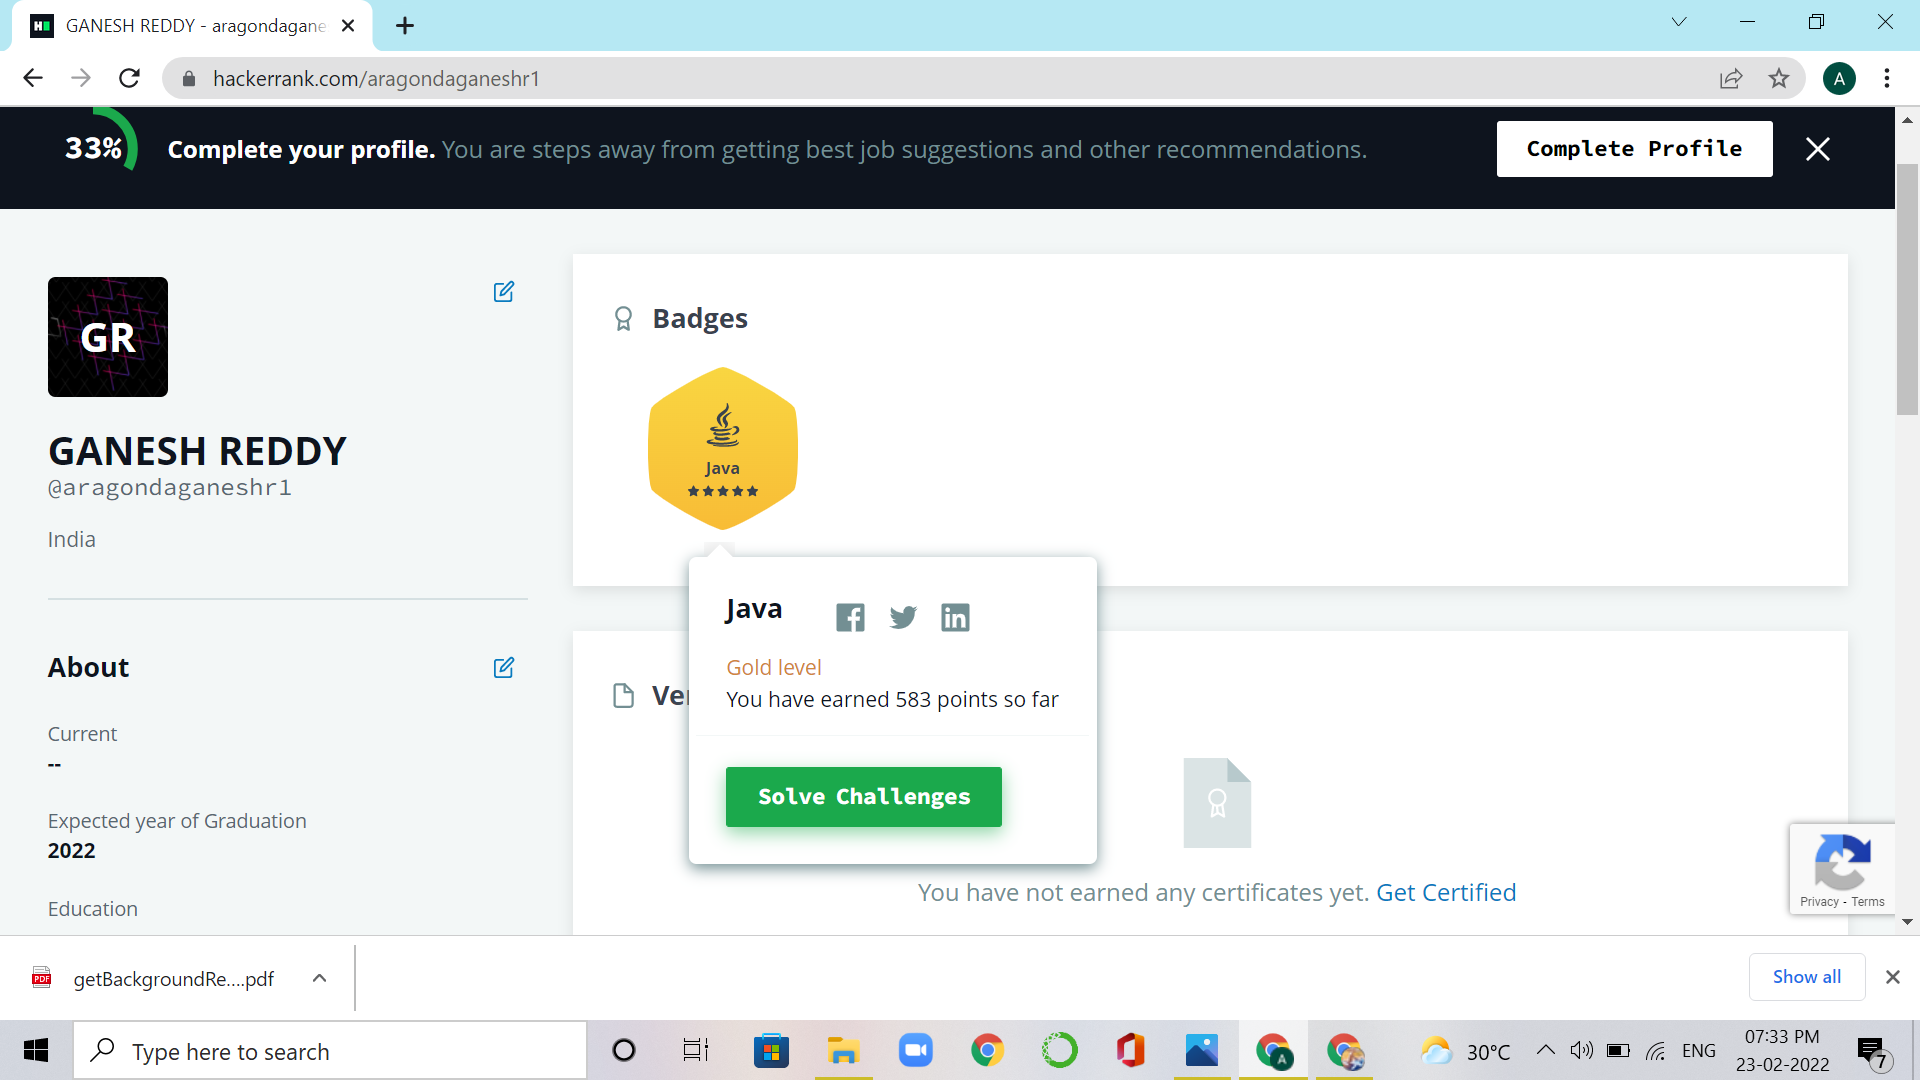 GANESH REDDY - aragondagane
hackerrank.com/aragondaganeshr1
A
33%
Complete your profile. You are steps away from getting best job suggestions and other recommendations.
Complete Profile
GR
GANESH REDDY
@aragondaganeshr1
India
About
Current
--
Expected year of Graduation
2022
Education
Badges
Java
Java
Gold level
You have earned 583 points so far
Solve Challenges
Ve
You have not earned any certificates yet. Get Certified
Privacy - Terms
PDF
getBackgroundRe....pdf
Show all
Type here to search
A
30°C
ENG
07:33 PM
23-02-2022
7